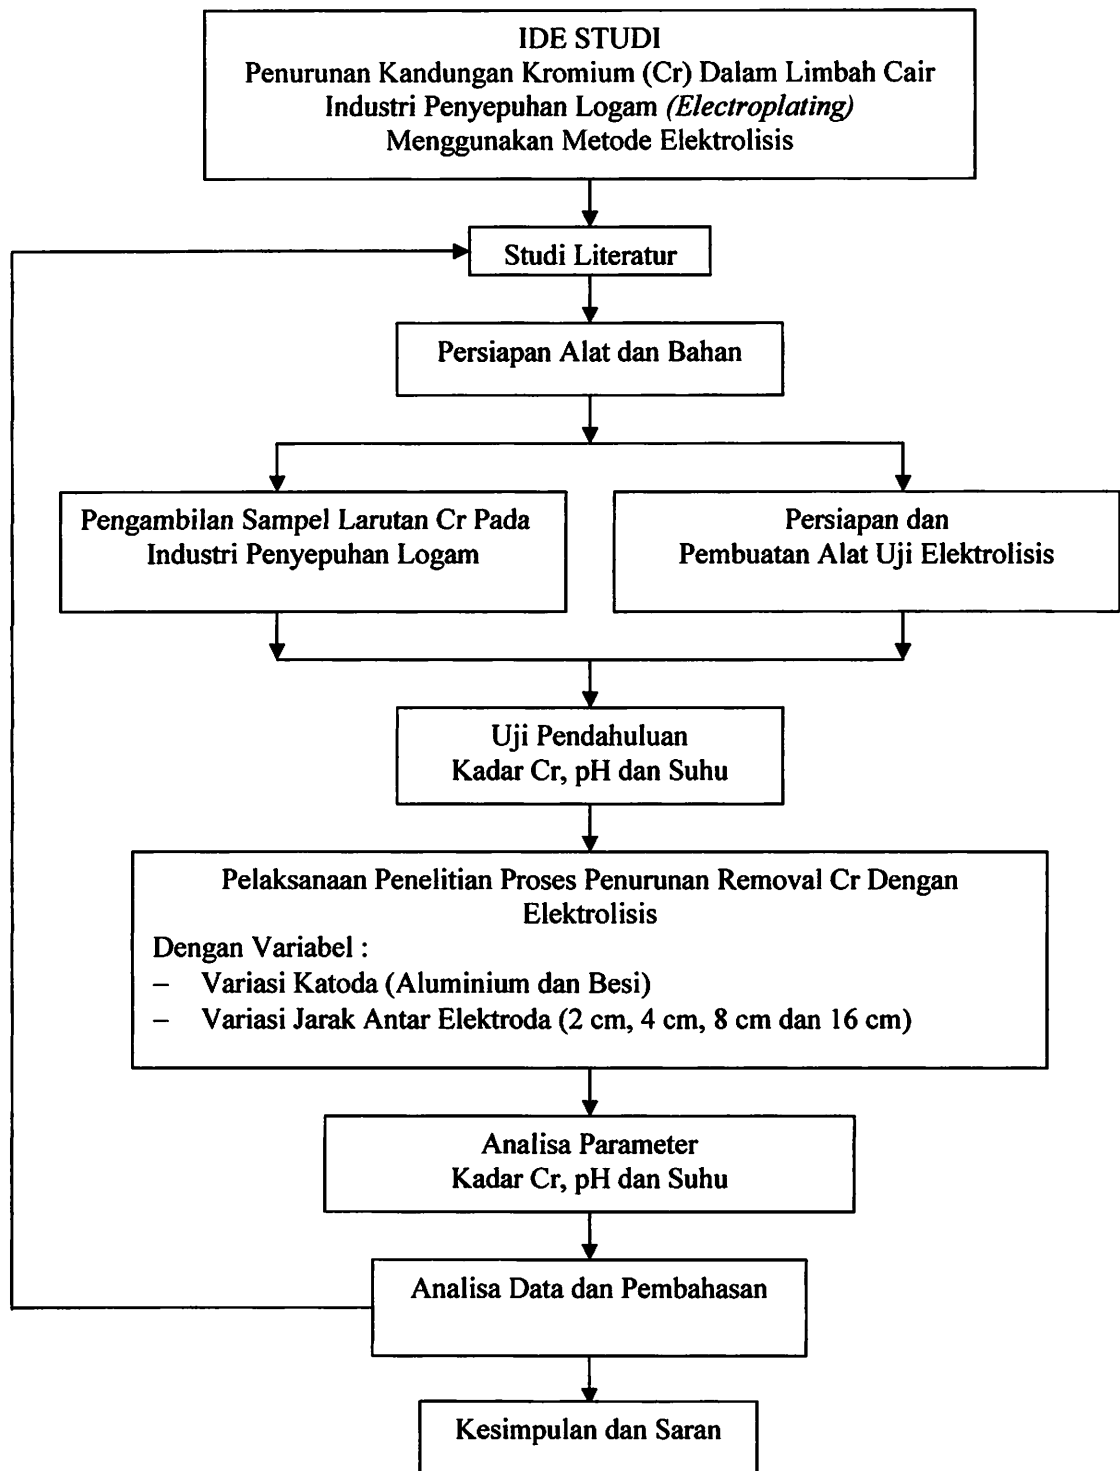 IDE STUDI
Penurunan Kandungan Kromium (Cr) Dalam Limbah Cair
Industri Penyepuhan Logam (Electroplating)
Menggunakan Metode Elektrolisis
Studi Literatur
Persiapan Alat dan Bahan
Pengambilan Sampel Larutan Cr Pada
Industri Penyepuhan Logam
Persiapan dan
Pembuatan Alat Uji Elektrolisis
Uji Pendahuluan
Kadar Cr, pH dan Suhu
Pelaksanaan Penelitian Proses Penurunan Removal Cr Dengan
Elektrolisis
Dengan Variabel :
– Variasi Katoda (Aluminium dan Besi)
– Variasi Jarak Antar Elektroda (2 cm, 4 cm, 8 cm dan 16 cm)
Analisa Parameter
Kadar Cr, pH dan Suhu
Analisa Data dan Pembahasan
Kesimpulan dan Saran